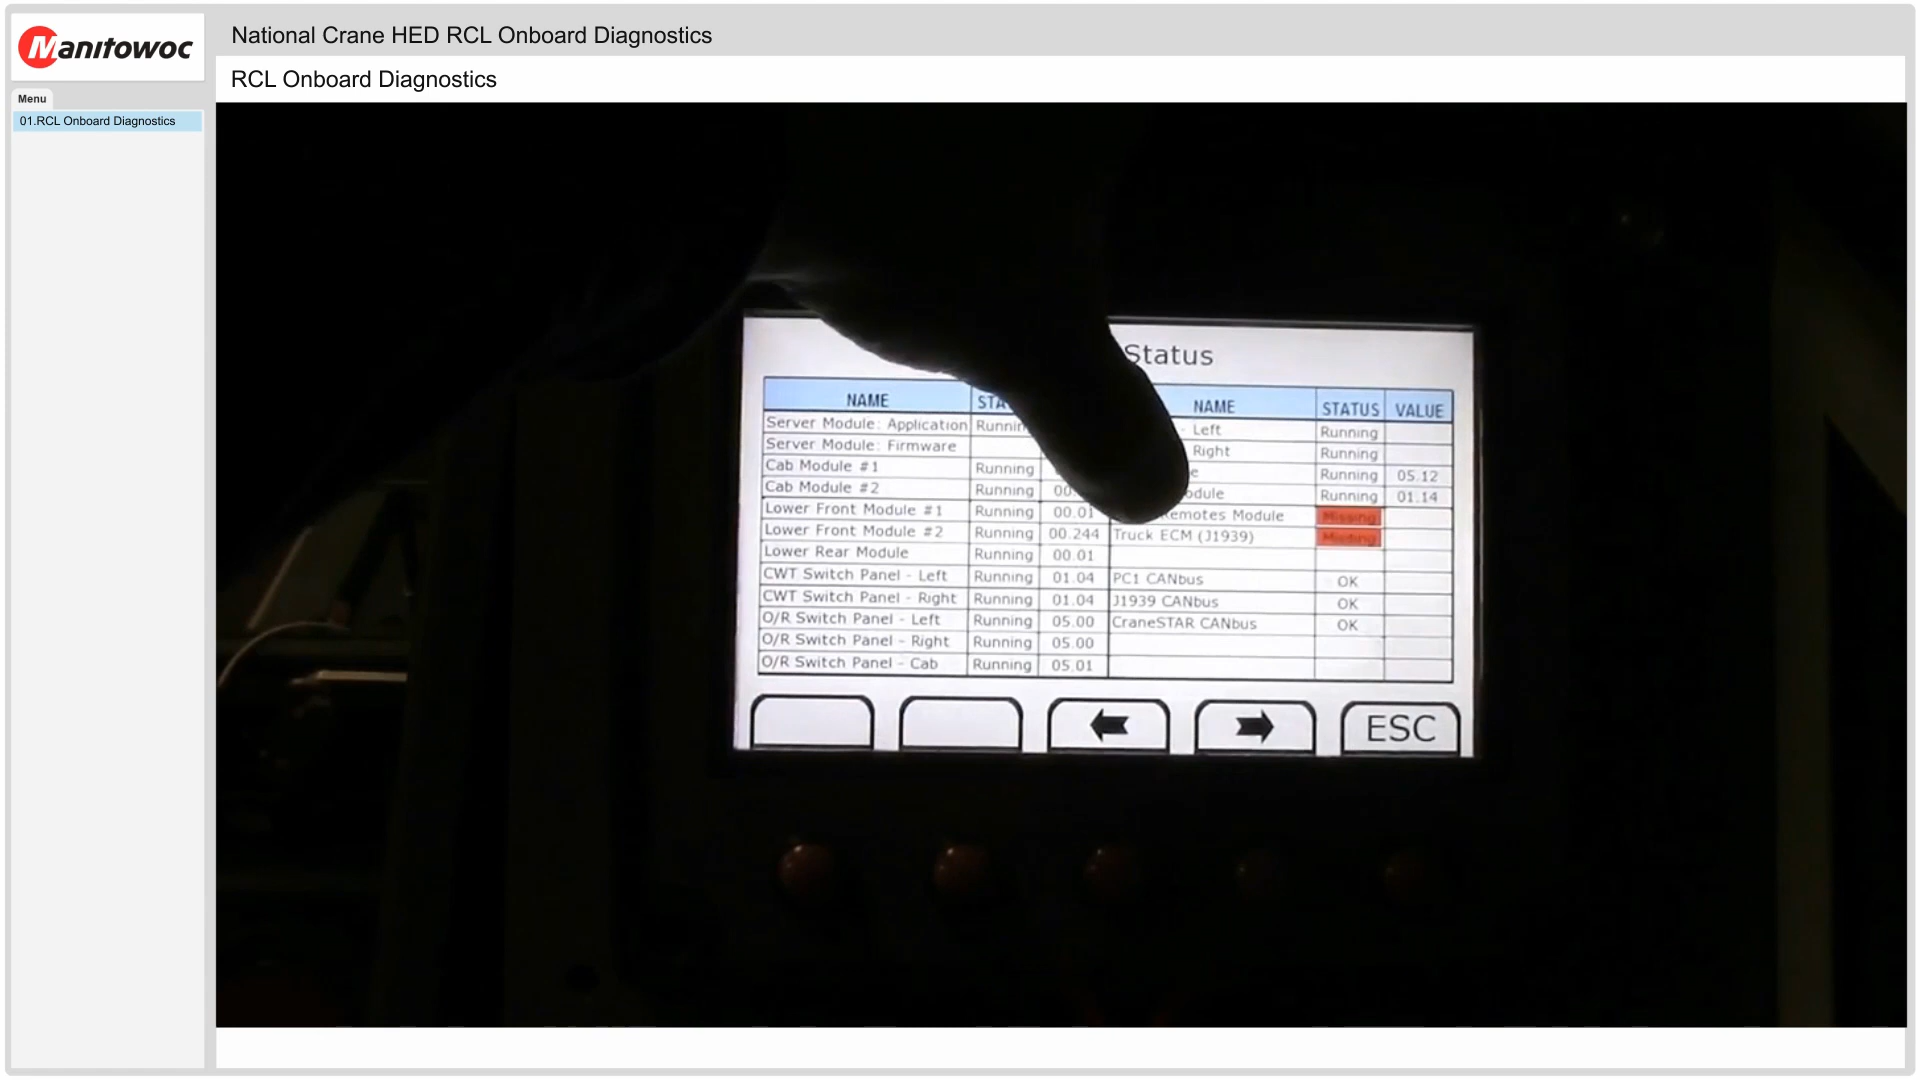 Manitowoc
National Crane HED RCL Onboard Diagnostics
RCL Onboard Diagnostics
Menu
01.RCL Onboard Diagnostics
Status
NAME STATUS VALUE
Server Module: Application Runnin - Left Running
Server Module: Firmware Right Running
Cab Module #1 Running Running 05.12
Cab Module #2 Running 00. odule Running 01.14
Lower Front Module #1 Running 00.01 Remotes Module Missing
Lower Front Module #2 Running 00.244 Truck ECM (J1939) Missing
Lower Rear Module Running 00.01
CWT Switch Panel - Left Running 01.04 PC1 CANbus OK
CWT Switch Panel - Right Running 01.04 J1939 CANbus OK
O/R Switch Panel - Left Running 05.00 CraneSTAR CANbus OK
O/R Switch Panel - Right Running 05.00
O/R Switch Panel - Cab Running 05.01
ESC